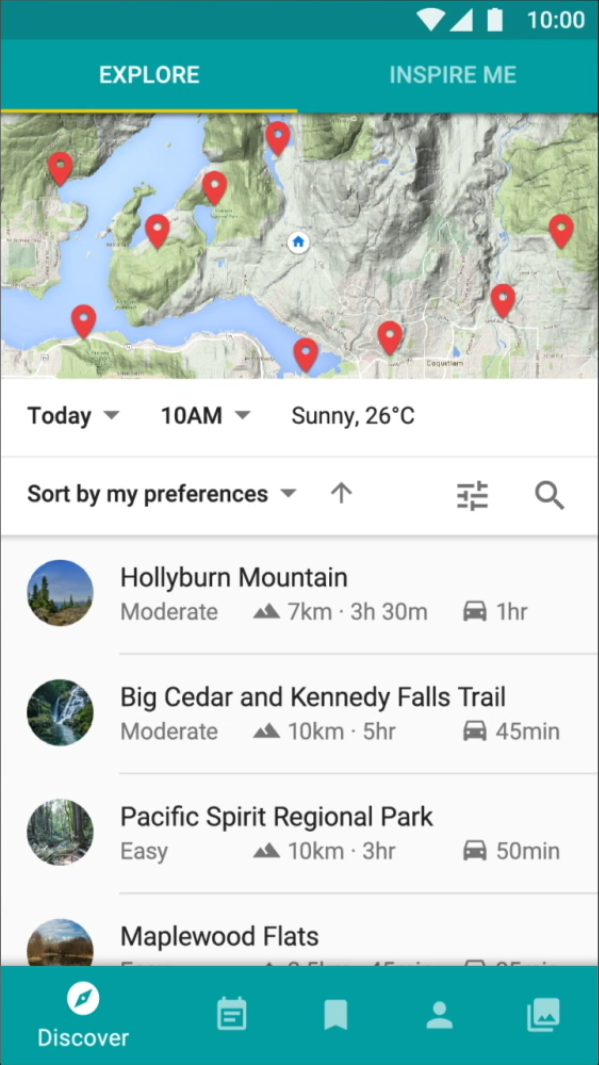 10:00
EXPLORE INSPIRE ME
Coquitlam
Today 10AM Sunny, 26°C
Sort by my preferences
Hollyburn Mountain
Moderate 7km · 3h 30m 1hr
Big Cedar and Kennedy Falls Trail
Moderate 10km · 5hr 45min
Pacific Spirit Regional Park
Easy 10km · 3hr 50min
Maplewood Flats
Discover